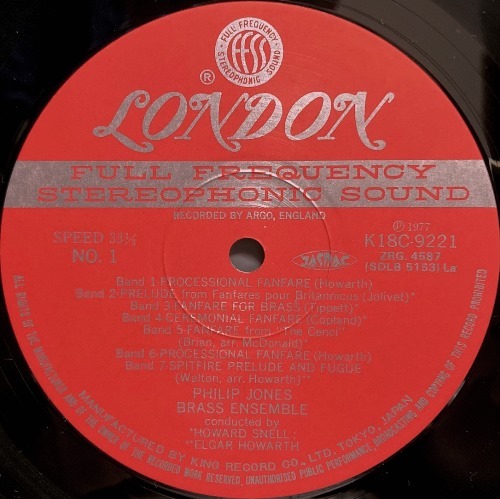 FULL FREQUENCY
FFSS
STEREOPHONIC SOUND
®
LONDON
FULL FREQUENCY
STEREOPHONIC SOUND
RECORDED BY ARGO, ENGLAND
SPEED 33⅓
NO. 1
JASRAC
Ⓟ 1977
K18C-9221
ZRG 4587
(SDLB 5153) La
Band 1-PROCESSIONAL FANFARE (Howarth)
Band 2-PRELUDE from Fanfares pour Britannicus (Jolivet)*
Band 3-FANFARE FOR BRASS (Tippett)*
Band 4-CEREMONIAL FANFARE (Copland)*
Band 5-FANFARE from "The Cenci"
(Brian, arr. McDonald)*
Band 6-PROCESSIONAL FANFARE (Howarth)
Band 7-SPITFIRE PRELUDE AND FUGUE
(Walton, arr. Howarth)**
PHILIP JONES
BRASS ENSEMBLE
conducted by
*HOWARD SNELL;
**ELGAR HOWARTH
MANUFACTURED BY KING RECORD CO., LTD. TOKYO, JAPAN
ALL RIGHTS OF THE MANUFACTURER AND OF THE OWNER OF THE RECORDED WORK RESERVED. UNAUTHORISED PUBLIC PERFORMANCE, BROADCASTING AND COPYING OF THIS RECORD PROHIBITED